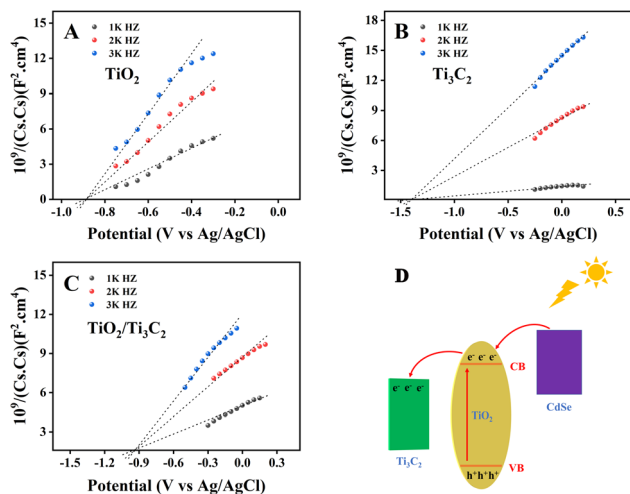 A
1K HZ
2K HZ
3K HZ
TiO₂
10⁹/(Cs.Cs)(F².cm⁴)
15
12
9
6
3
0
-1.0 -0.8 -0.6 -0.4 -0.2 0.0
Potential (V vs Ag/AgCl)
B
1K HZ
2K HZ
3K HZ
Ti₃C₂
10⁹/(Cs.Cs)(F².cm⁴)
18
15
12
9
6
3
-1.5 -1.0 -0.5 0.0 0.5
Potential (V vs Ag/AgCl)
C
1K HZ
2K HZ
3K HZ
TiO₂/Ti₃C₂
10⁹/(Cs.Cs)(F².cm⁴)
15
12
9
6
3
-1.5 -1.2 -0.9 -0.6 -0.3 0.0 0.3
Potential (V vs Ag/AgCl)
D
e⁻ e⁻ e⁻
CB
e⁻ e⁻ e⁻
TiO₂
CdSe
Ti₃C₂
VB
h⁺h⁺h⁺